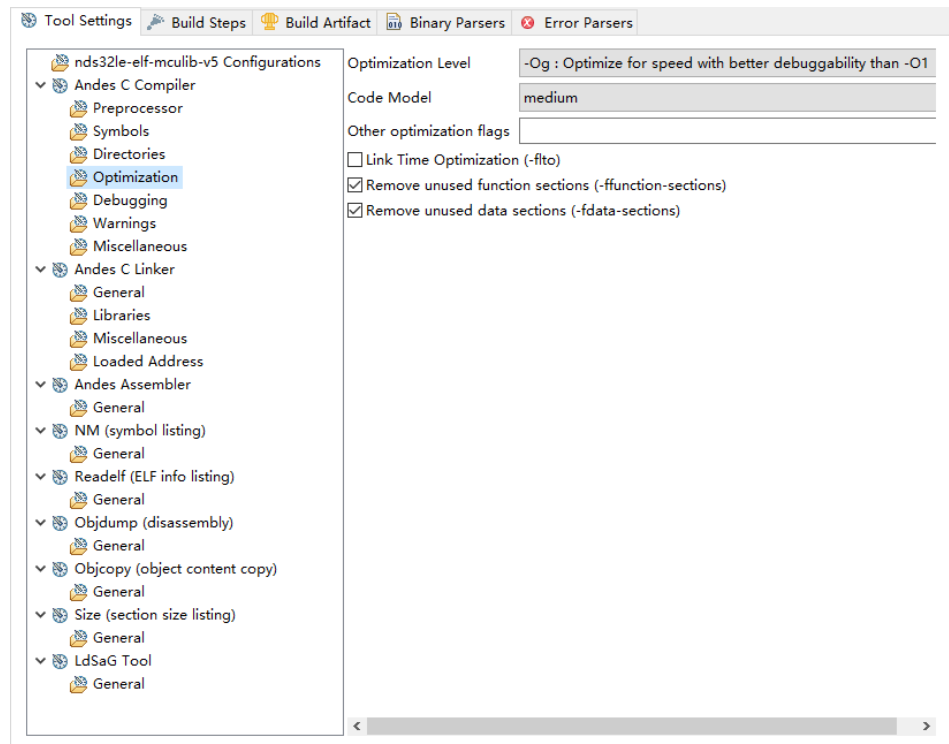 Tool Settings Build Steps Build Artifact Binary Parsers Error Parsers
nds32le-elf-mculib-v5 Configurations
Andes C Compiler
Preprocessor
Symbols
Directories
Optimization
Debugging
Warnings
Miscellaneous
Andes C Linker
General
Libraries
Miscellaneous
Loaded Address
Andes Assembler
General
NM (symbol listing)
General
Readelf (ELF info listing)
General
Objdump (disassembly)
General
Objcopy (object content copy)
General
Size (section size listing)
General
LdSaG Tool
General
Optimization Level -Og : Optimize for speed with better debuggability than -O1
Code Model medium
Other optimization flags
Link Time Optimization (-flto)
Remove unused function sections (-ffunction-sections)
Remove unused data sections (-fdata-sections)